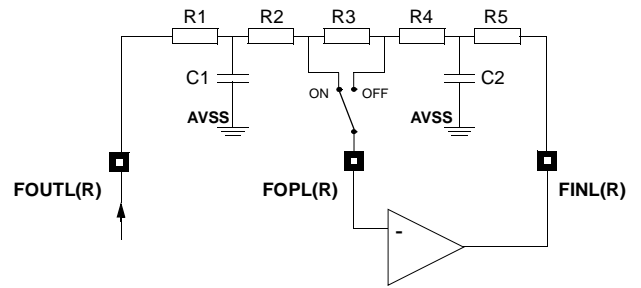 R1 R2 R3 R4 R5
C1 C2
ON OFF
AVSS AVSS
FOUTL(R) FOPL(R) FINL(R)
-